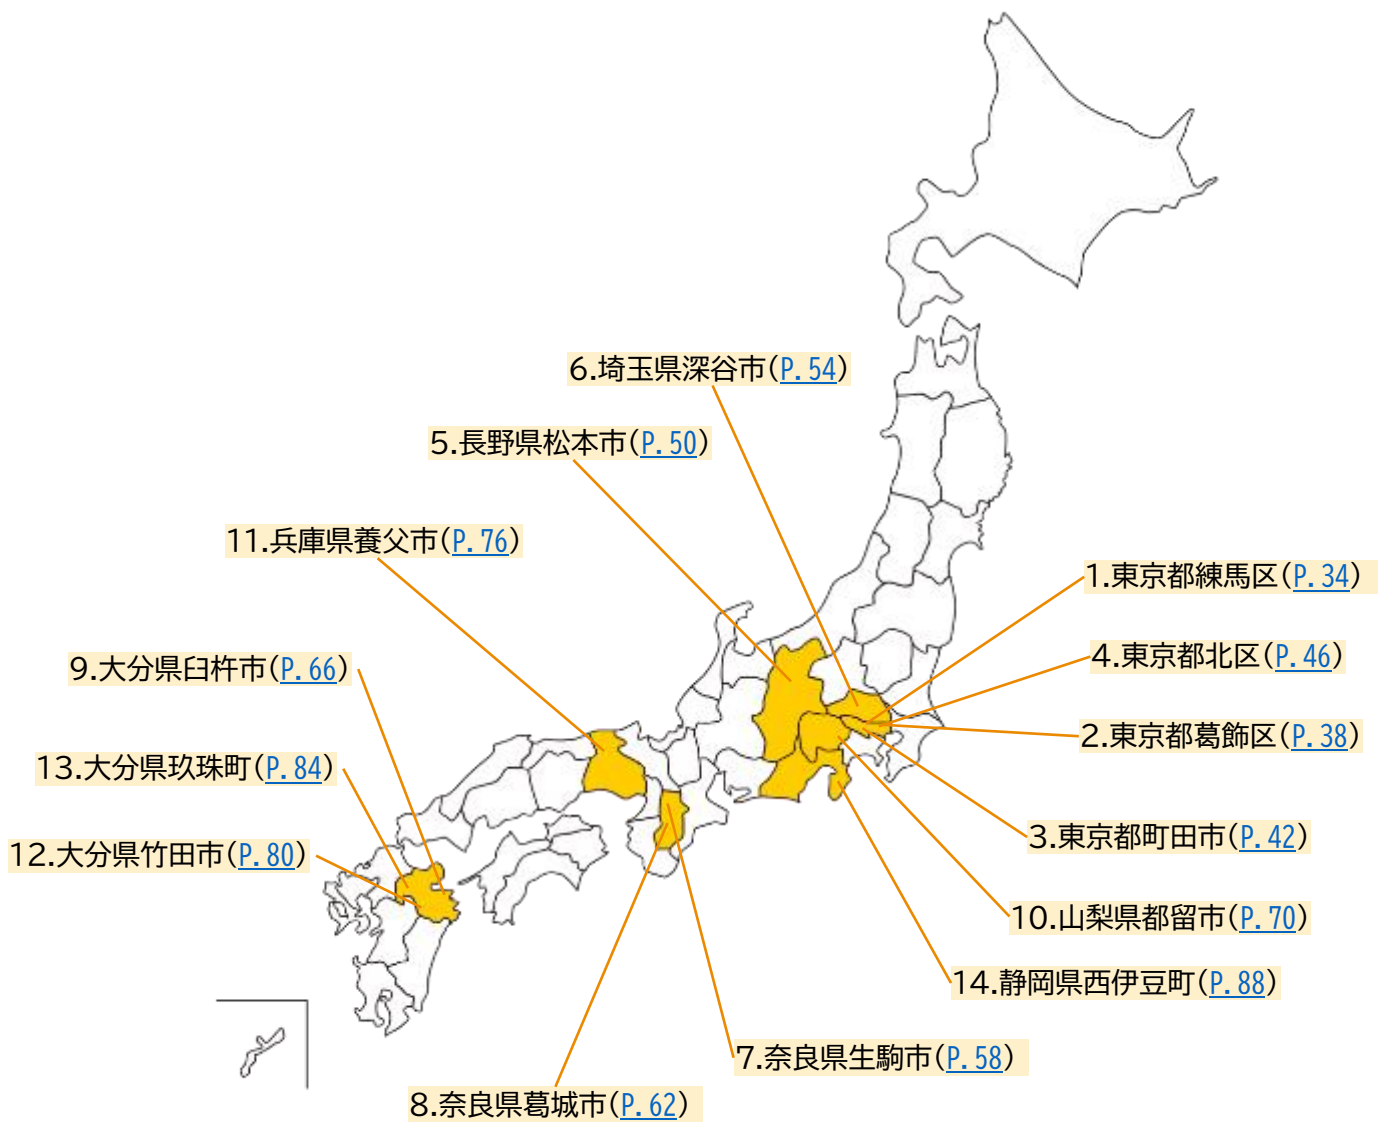 6.埼玉県深谷市(P.54)
5.長野県松本市(P.50)
11.兵庫県養父市(P.76)
1.東京都練馬区(P.34)
4.東京都北区(P.46)
9.大分県臼杵市(P.66)
2.東京都葛飾区(P.38)
13.大分県玖珠町(P.84)
3.東京都町田市(P.42)
12.大分県竹田市(P.80)
10.山梨県都留市(P.70)
14.静岡県西伊豆町(P.88)
7.奈良県生駒市(P.58)
8.奈良県葛城市(P.62)